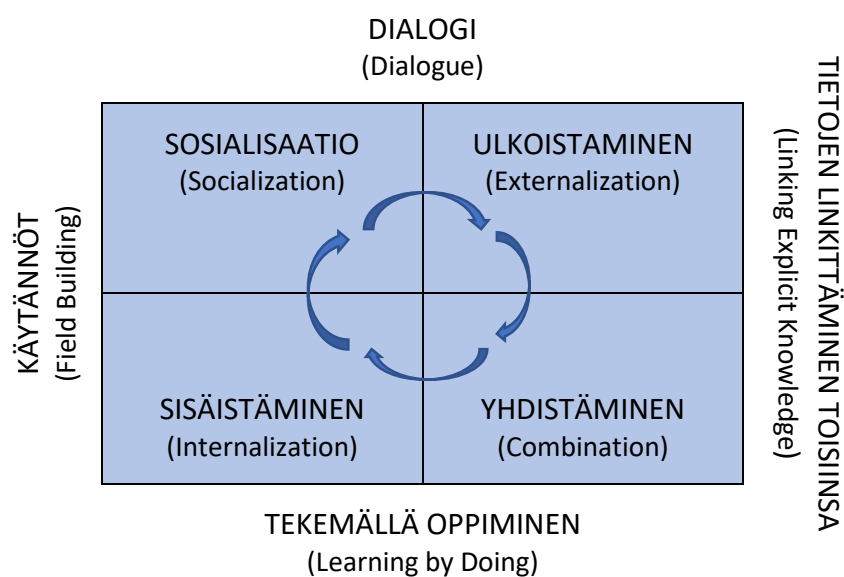 DIALOGI
(Dialogue)
SOSIALISAATIO
(Socialization)
ULKOISTAMINEN
(Externalization)
KÄYTÄNNÖT
(Field Building)
TIETOJEN LINKITTÄMINEN TOISIINSA
(Linking Explicit Knowledge)
SISÄISTÄMINEN
(Internalization)
YHDISTÄMINEN
(Combination)
TEKEMÄLLÄ OPPIMINEN
(Learning by Doing)